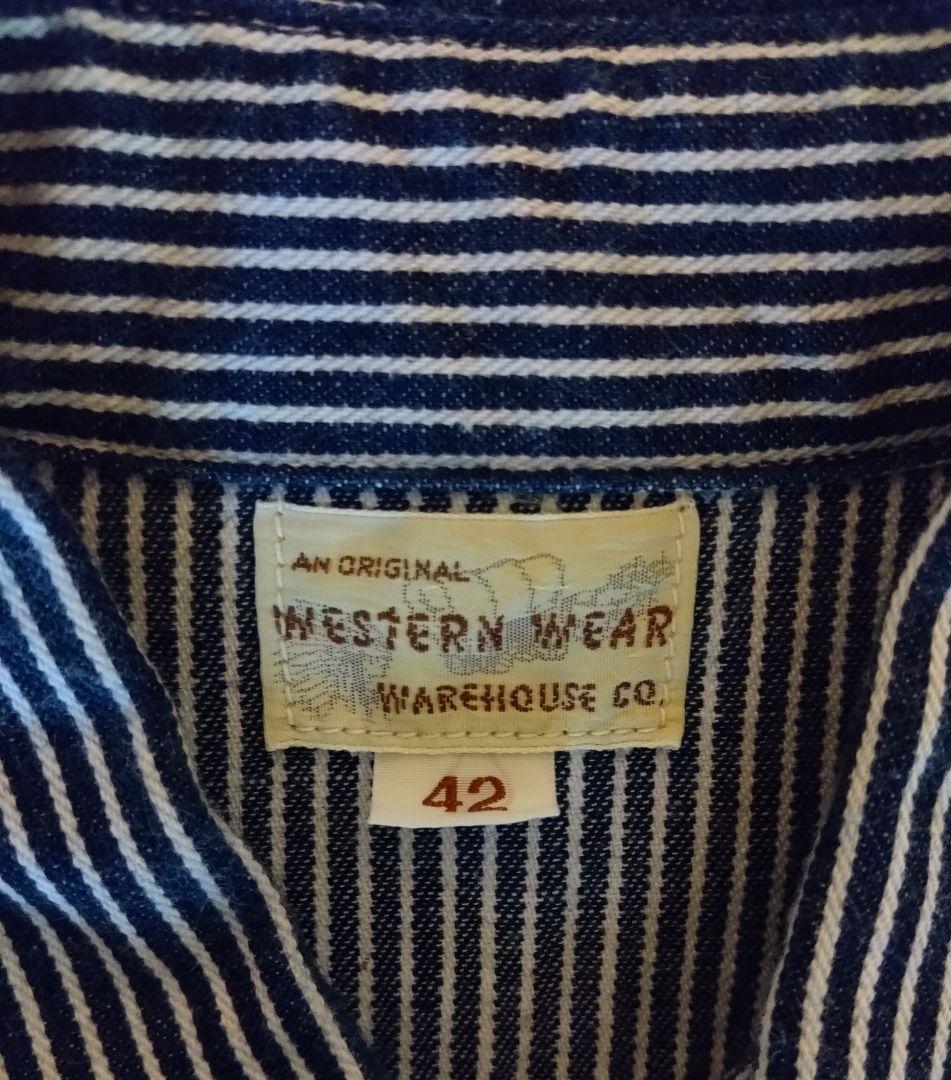 AN ORIGINAL
WESTERN WEAR
WAREHOUSE CO.
42